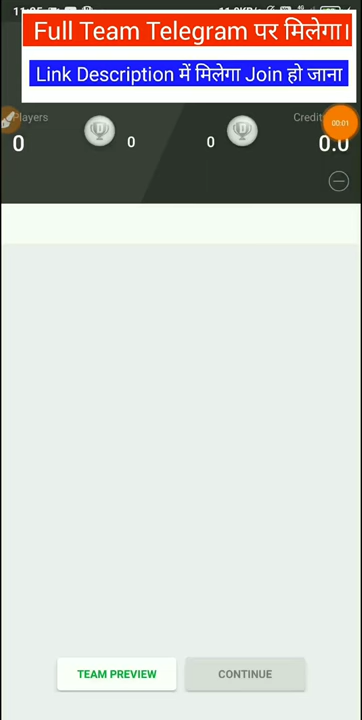 Full Team Telegram पर मिलेगा।
Link Description में मिलेगा Join हो जाना
Players
Credit
00:01
0
0
0
0.0
TEAM PREVIEW
CONTINUE